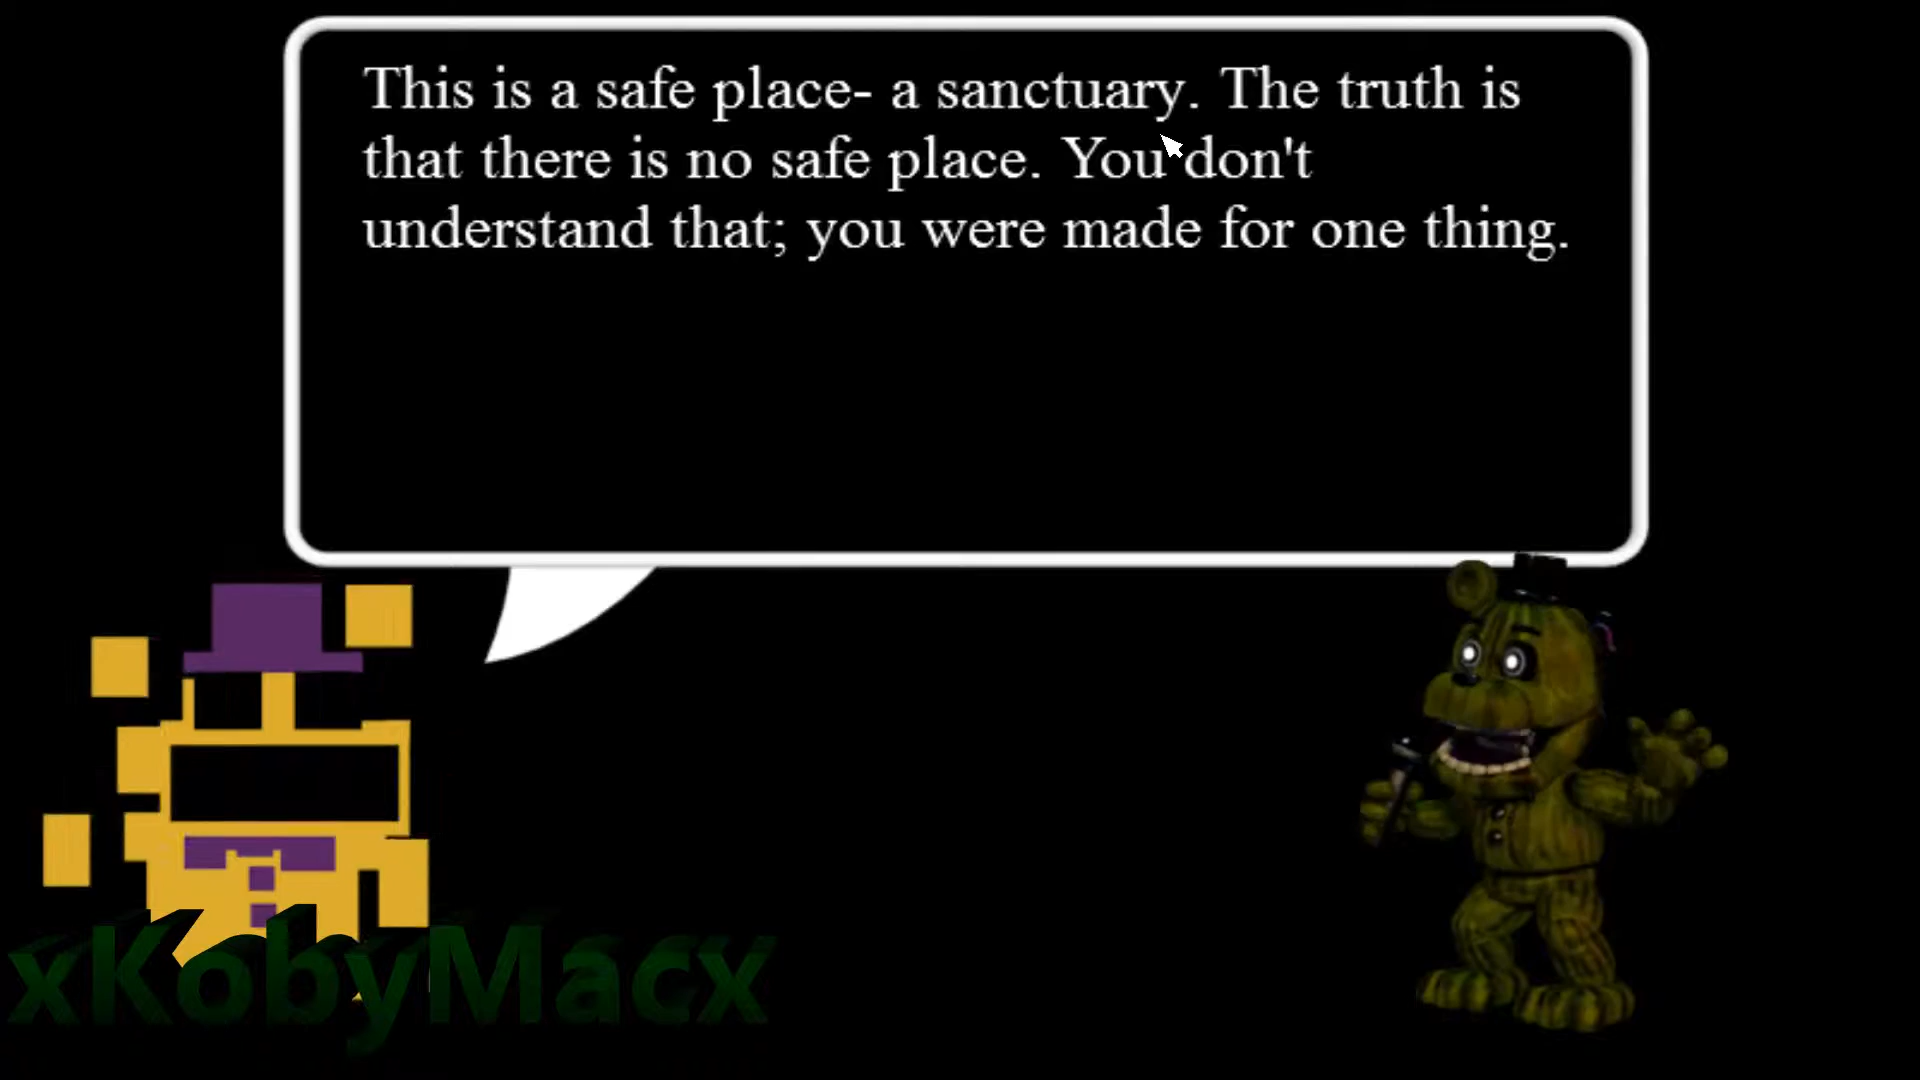 This is a safe place- a sanctuary. The truth is
that there is no safe place. You don't
understand that; you were made for one thing.
xKobyMacx